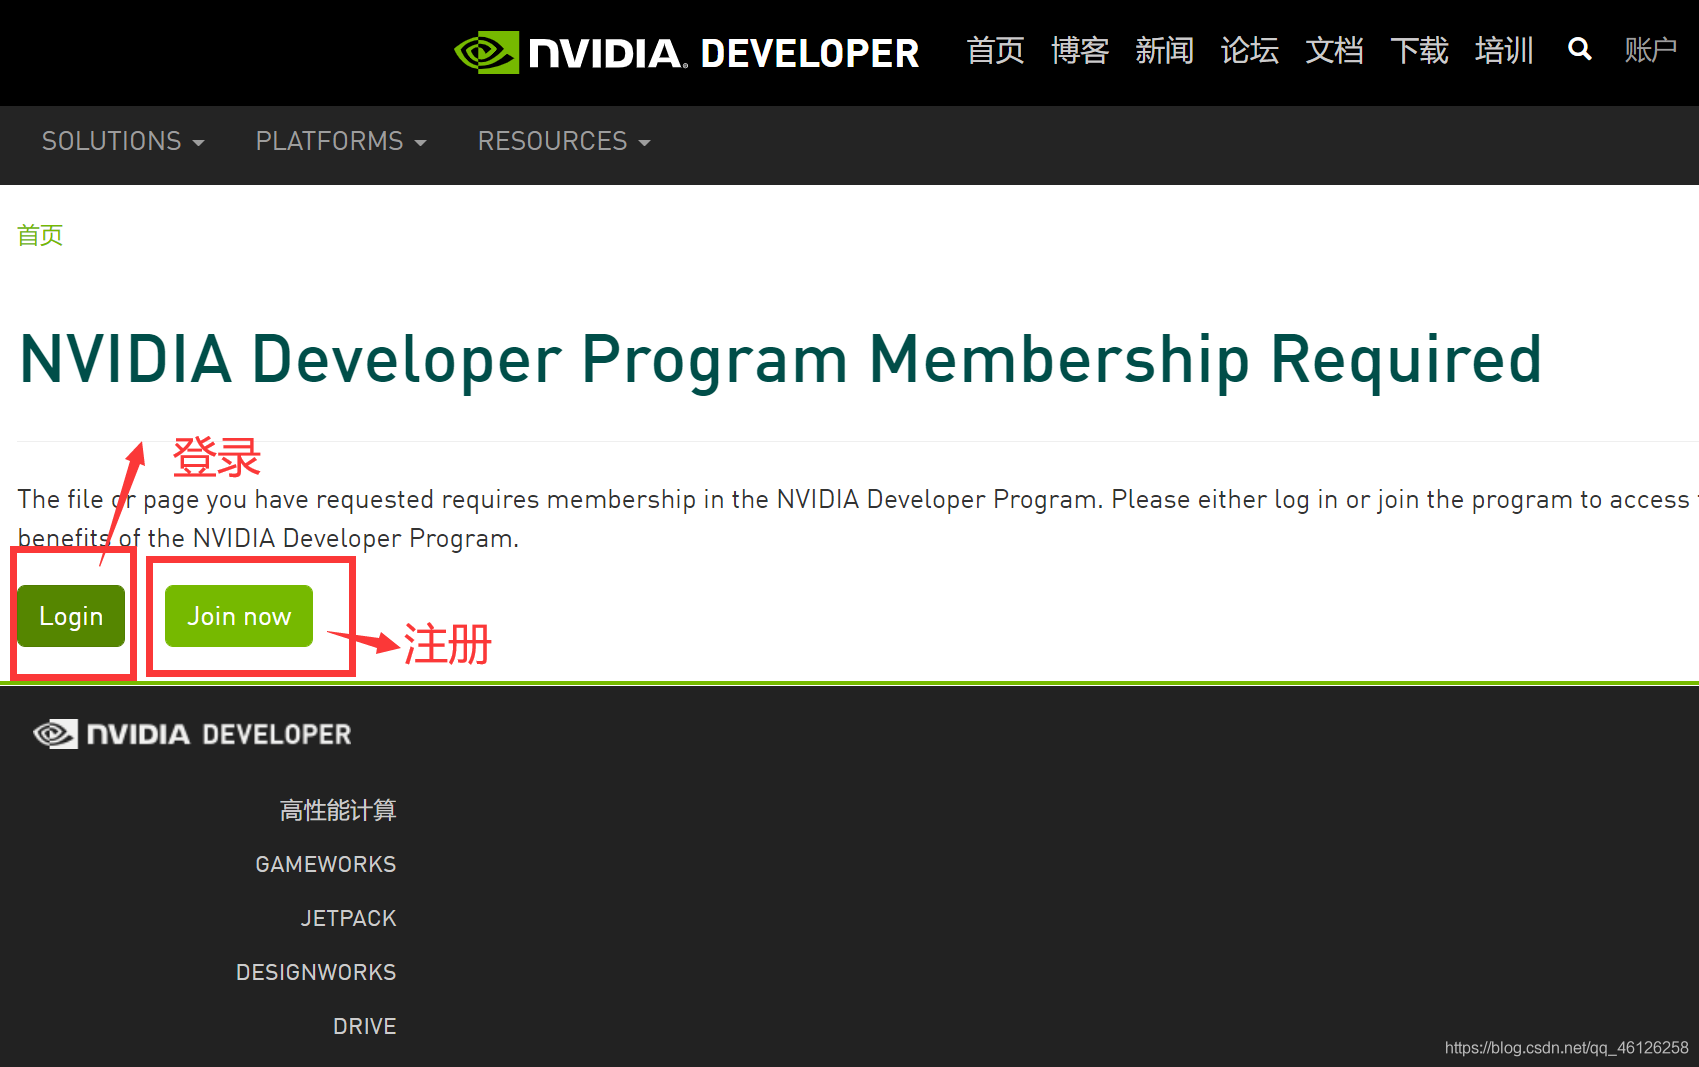 NVIDIA. DEVELOPER 首页 博客 新闻 论坛 文档 下载 培训 账户
SOLUTIONS PLATFORMS RESOURCES
首页
NVIDIA Developer Program Membership Required
登录
The file or page you have requested requires membership in the NVIDIA Developer Program. Please either log in or join the program to access
benefits of the NVIDIA Developer Program.
Login Join now
注册
NVIDIA DEVELOPER
高性能计算
GAMEWORKS
JETPACK
DESIGNWORKS
DRIVE
https://blog.csdn.net/qq_46126258